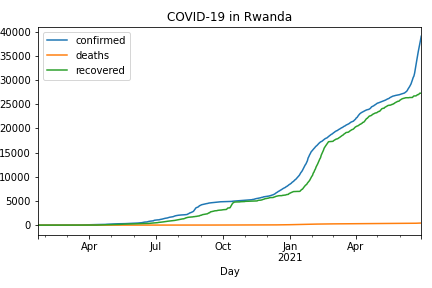 COVID-19 in Rwanda
confirmed
deaths
recovered
40000
35000
30000
25000
20000
15000
10000
5000
0
Apr Jul Oct Jan Apr
2021
Day